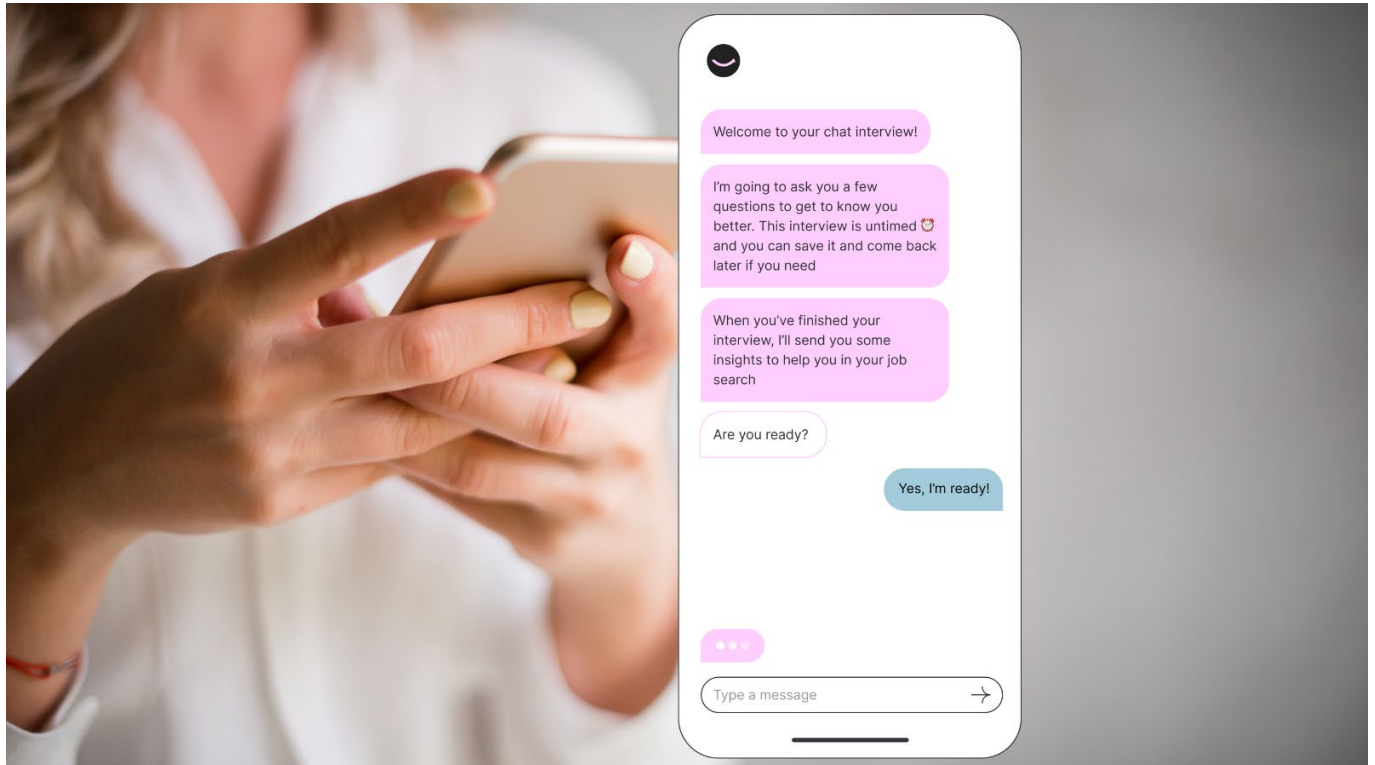 Welcome to your chat interview!
I'm going to ask you a few
questions to get to know you
better. This interview is untimed ⏰
and you can save it and come back
later if you need
When you've finished your
interview, I'll send you some
insights to help you in your job
search
Are you ready?
Yes, I'm ready!
Type a message